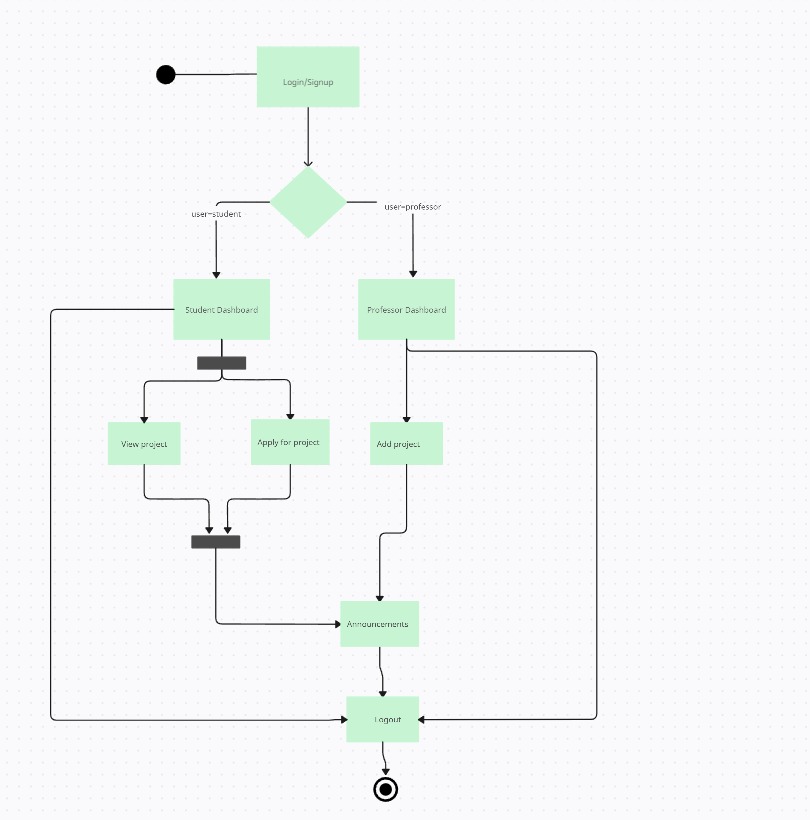 Login/Signup
user=student
user=professor
Student Dashboard
Professor Dashboard
View project
Apply for project
Add project
Announcements
Logout